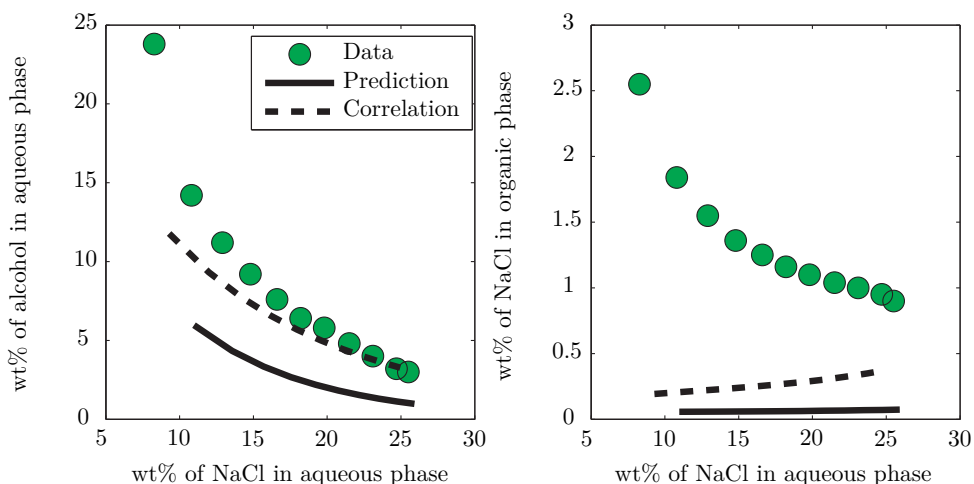 wt% of alcohol in aqueous phase
25
20
15
10
5
0
5 10 15 20 25 30
wt% of NaCl in aqueous phase
Data
Prediction
Correlation
wt% of NaCl in organic phase
3
2.5
2
1.5
1
0.5
0
5 10 15 20 25 30
wt% of NaCl in aqueous phase